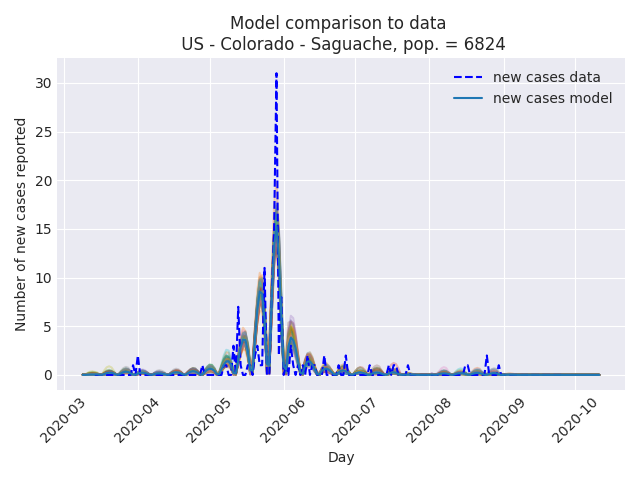 Model comparison to data
US - Colorado - Saguache, pop. = 6824
new cases data
new cases model
Number of new cases reported
30
25
20
15
10
5
0
2020-03
2020-04
2020-05
2020-06
2020-07
2020-08
2020-09
2020-10
Day